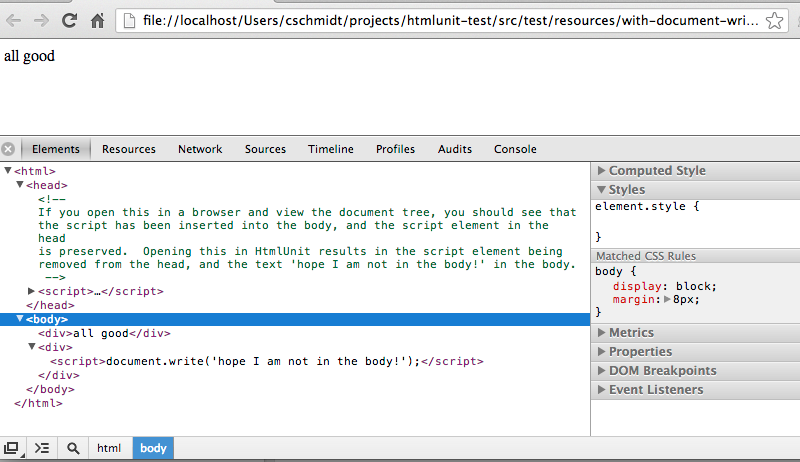 file://localhost/Users/cschmidt/projects/htmlunit-test/src/test/resources/with-document-wri...
all good
Elements Resources Network Sources Timeline Profiles Audits Console
<html>
<head>
<!--
If you open this in a browser and view the document tree, you should see that
the script has been inserted into the body, and the script element in the
head
is preserved.  Opening this in HtmlUnit results in the script element being
removed from the head, and the text 'hope I am not in the body!' in the body.
-->
<script>…</script>
</head>
<body>
<div>all good</div>
<div>
<script>document.write('hope I am not in the body!');</script>
</div>
</body>
</html>
Computed Style
Styles
element.style {
}
Matched CSS Rules
body {
display: block;
margin: 8px;
}
Metrics
Properties
DOM Breakpoints
Event Listeners
html body